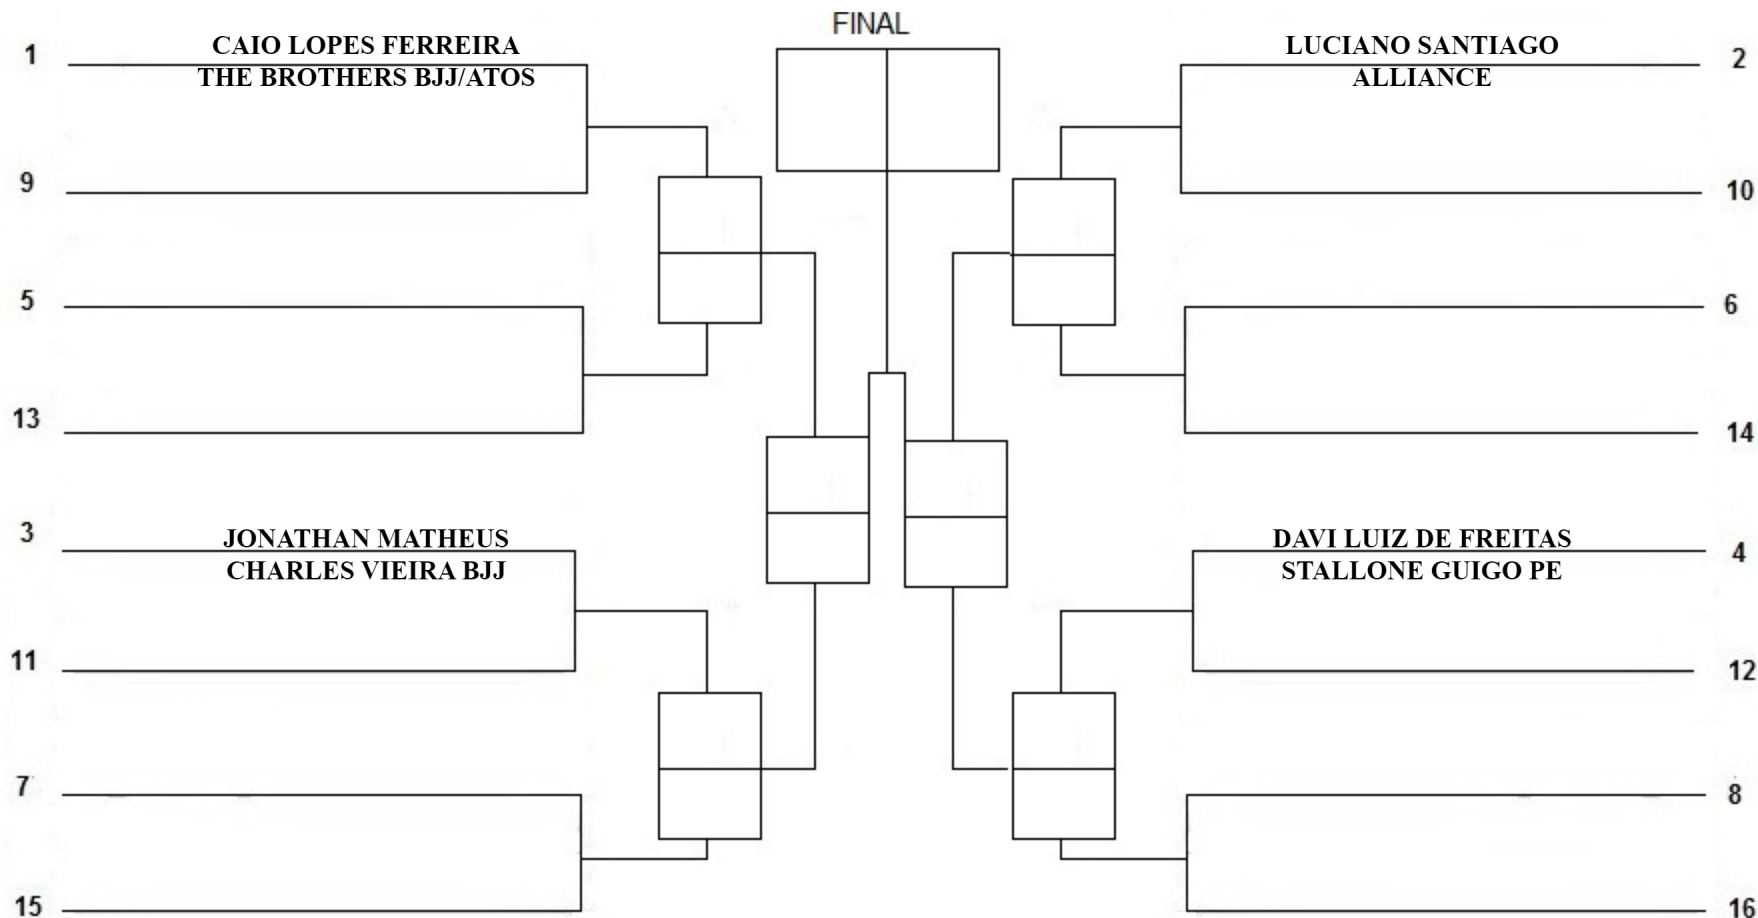 FINAL
1
CAIO LOPES FERREIRA
THE BROTHERS BJJ/ATOS
9
5
13
3
JONATHAN MATHEUS
CHARLES VIEIRA BJJ
11
7
15
LUCIANO SANTIAGO
ALLIANCE
2
10
6
14
DAVI LUIZ DE FREITAS
STALLONE GUIGO PE
4
12
8
16